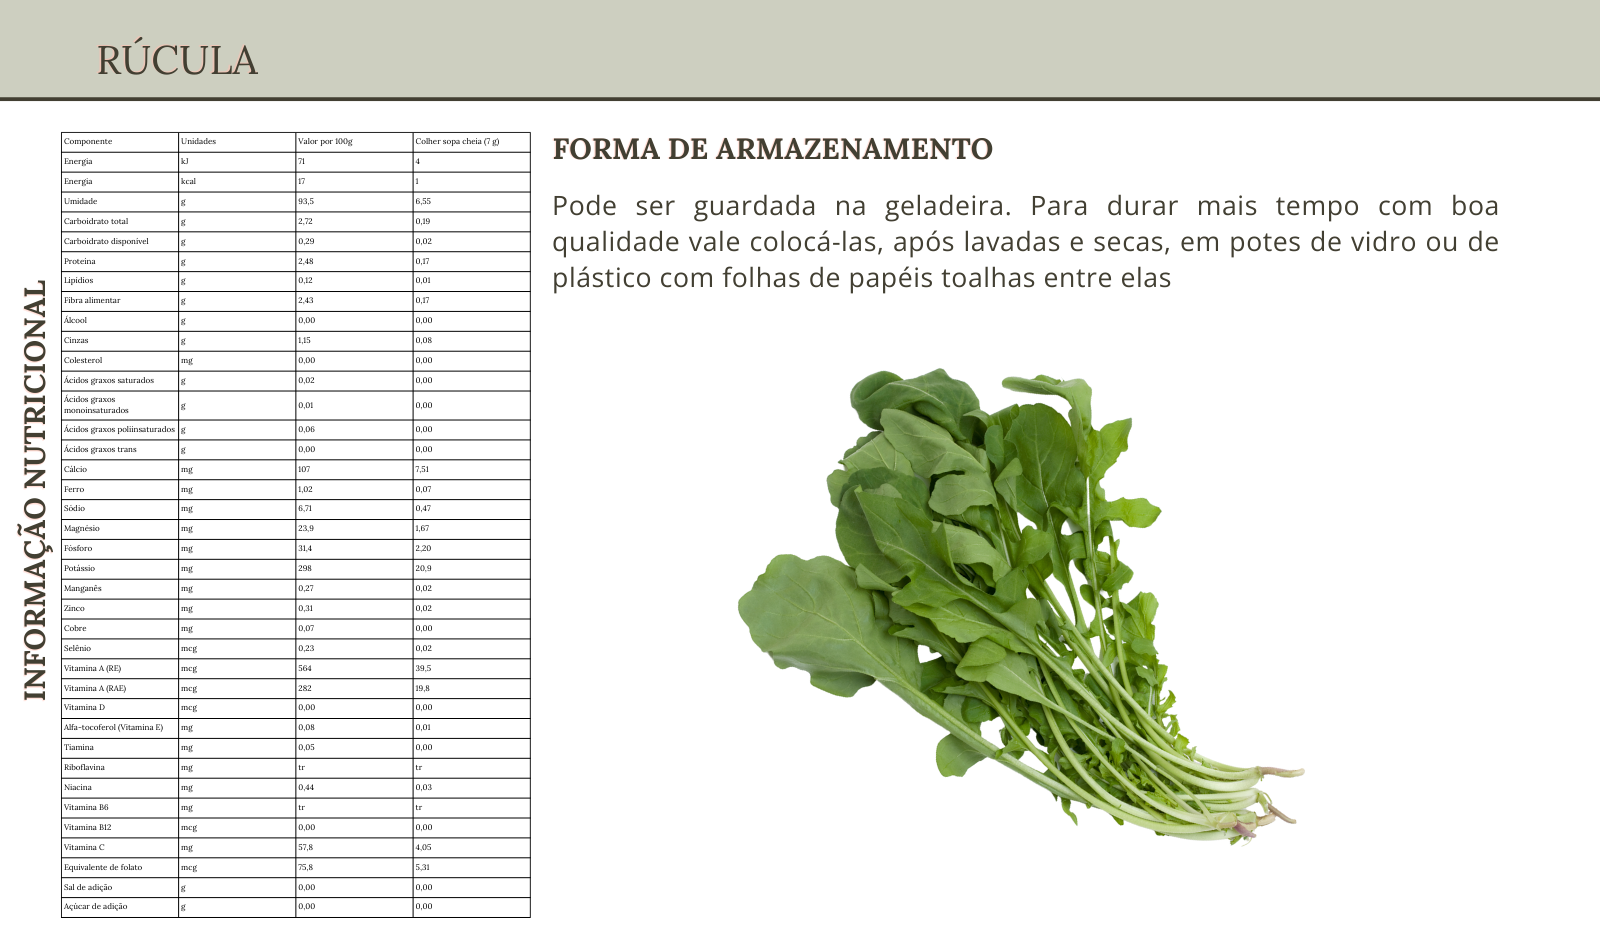 RÚCULA
INFORMAÇÃO NUTRICIONAL
Componente Unidades Valor por 100g Colher sopa cheia (7 g)
Energia kJ 71 4
Energia kcal 17 1
Umidade g 93,5 6,55
Carboidrato total g 2,72 0,19
Carboidrato disponível g 0,29 0,02
Proteína g 2,48 0,17
Lipídios g 0,12 0,01
Fibra alimentar g 2,43 0,17
Álcool g 0,00 0,00
Cinzas g 1,15 0,08
Colesterol mg 0,00 0,00
Ácidos graxos saturados g 0,02 0,00
Ácidos graxos
monoinsaturados g 0,01 0,00
Ácidos graxos poliinsaturados g 0,06 0,00
Ácidos graxos trans g 0,00 0,00
Cálcio mg 107 7,51
Ferro mg 1,02 0,07
Sódio mg 6,71 0,47
Magnésio mg 23,9 1,67
Fósforo mg 31,4 2,20
Potássio mg 298 20,9
Manganês mg 0,27 0,02
Zinco mg 0,31 0,02
Cobre mg 0,07 0,00
Selênio mcg 0,23 0,02
Vitamina A (RE) mcg 564 39,5
Vitamina A (RAE) mcg 282 19,8
Vitamina D mcg 0,00 0,00
Alfa-tocoferol (Vitamina E) mg 0,08 0,01
Tiamina mg 0,05 0,00
Riboflavina mg tr tr
Niacina mg 0,44 0,03
Vitamina B6 mg tr tr
Vitamina B12 mcg 0,00 0,00
Vitamina C mg 57,8 4,05
Equivalente de folato mcg 75,8 5,31
Sal de adição g 0,00 0,00
Açúcar de adição g 0,00 0,00
FORMA DE ARMAZENAMENTO
Pode ser guardada na geladeira. Para durar mais tempo com boa
qualidade vale colocá-las, após lavadas e secas, em potes de vidro ou de
plástico com folhas de papéis toalhas entre elas